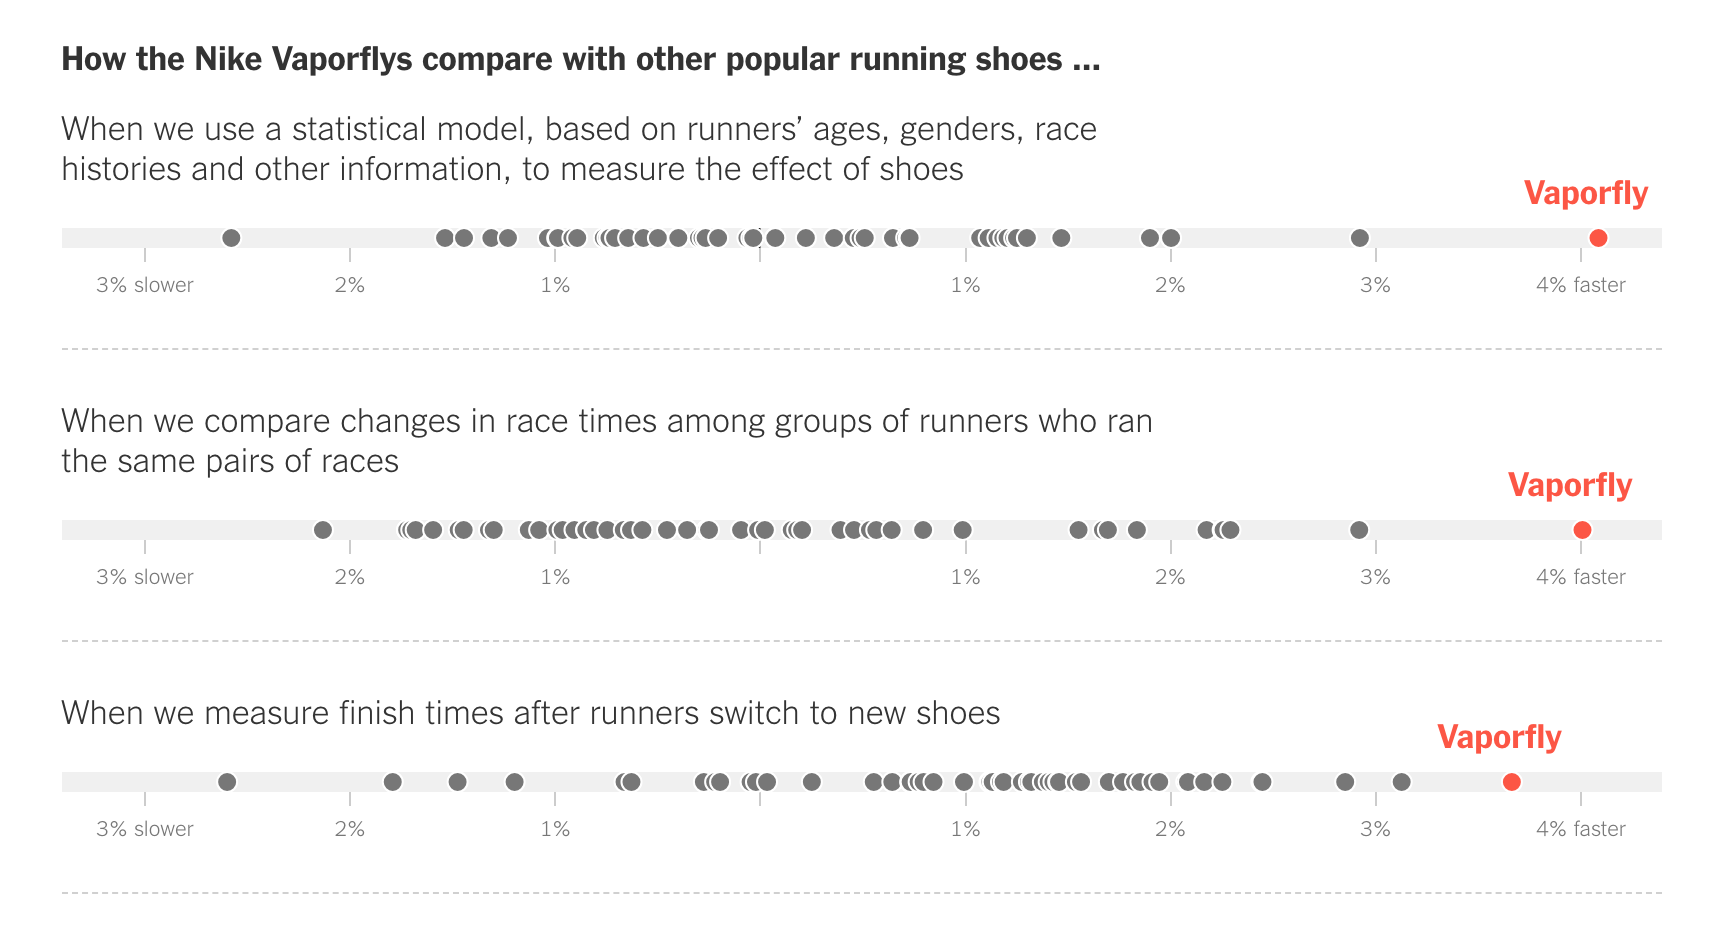 How the Nike Vaporflys compare with other popular running shoes ...
When we use a statistical model, based on runners’ ages, genders, race
histories and other information, to measure the effect of shoes
Vaporfly
3% slower 2% 1% 1% 2% 3% 4% faster
When we compare changes in race times among groups of runners who ran
the same pairs of races
Vaporfly
3% slower 2% 1% 1% 2% 3% 4% faster
When we measure finish times after runners switch to new shoes
Vaporfly
3% slower 2% 1% 1% 2% 3% 4% faster